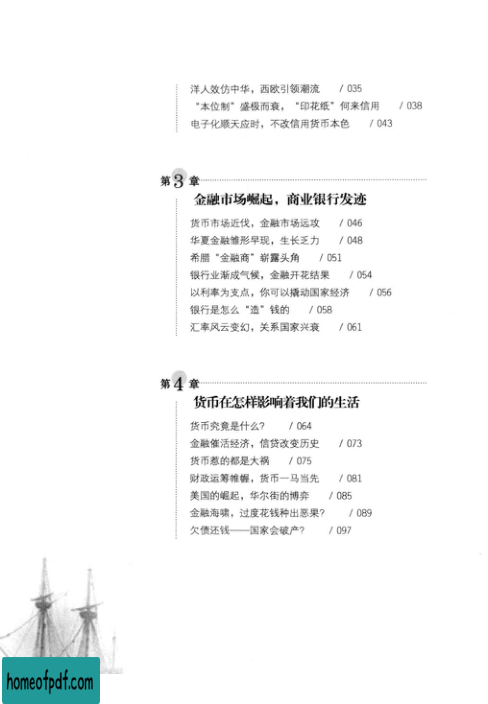 洋人效仿中华，西欧引领潮流 / 035
“本位制”盛极而衰，“印花纸”何来信用 / 038
电子化顺天应时，不改信用货币本色 / 043
第3章
金融市场崛起，商业银行发迹
货币市场近伐，金融市场远攻 / 046
华夏金融雏形早现，生长乏力 / 048
希腊“金融商”崭露头角 / 051
银行业渐成气候，金融开花结果 / 054
以利率为支点，你可以撬动国家经济 / 056
银行是怎么“造”钱的 / 058
汇率风云变幻，关系国家兴衰 / 061
第4章
货币在怎样影响着我们的生活
货币究竟是什么？ / 064
金融催活经济，信贷改变历史 / 073
货币惹的都是大祸 / 075
财政运筹帷幄，货币一马当先 / 081
美国的崛起，华尔街的博弈 / 085
金融海啸，过度花钱种出恶果？ / 089
欠债还钱——国家会破产？ / 097
homeofpdf.com